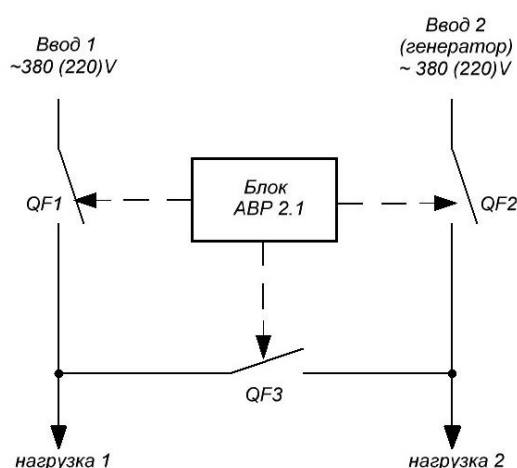 Ввод 1
~380 (220)V
Ввод 2
(генератор)
~ 380 (220)V
Блок
АВР 2.1
QF1
QF2
QF3
нагрузка 1
нагрузка 2